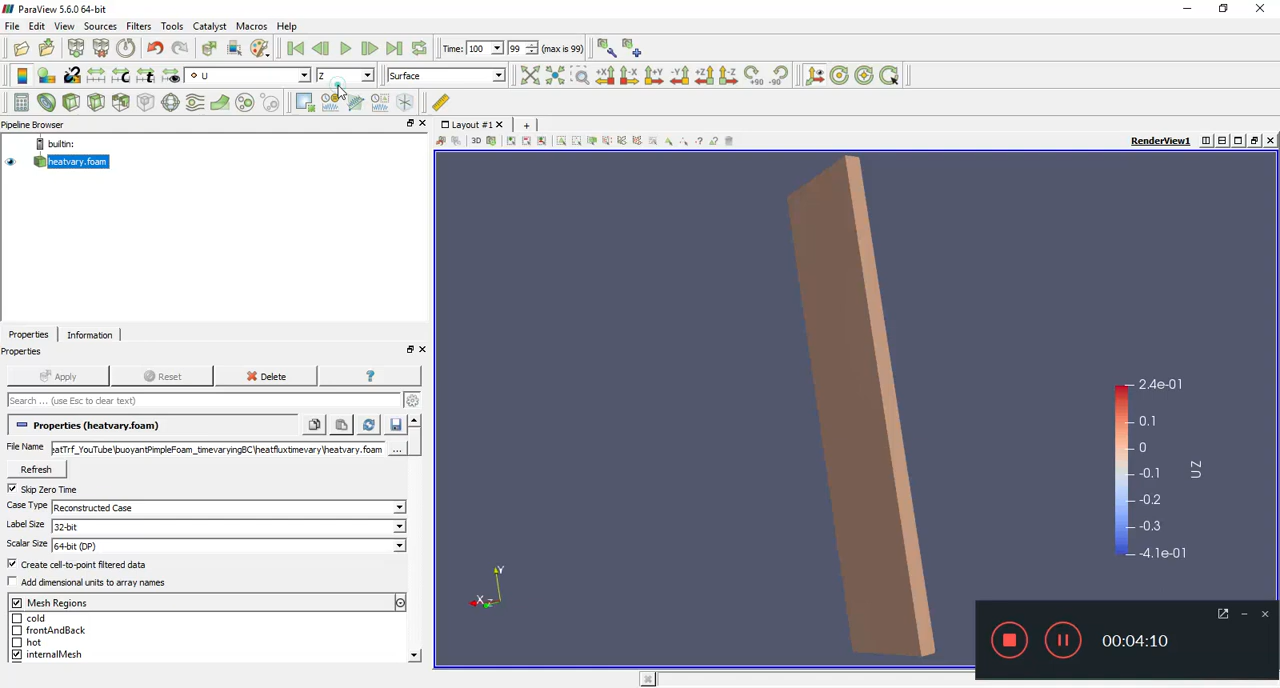 ParaView 5.6.0 64-bit
File Edit View Sources Filters Tools Catalyst Macros Help
Time: 100 99 (max is 99)
U Z Surface
+X -X +Y -Y +Z -Z +90 -90
Pipeline Browser
builtin:
heatvary.foam
Layout #1
3D
RenderView1
Properties Information
Properties
Apply Reset Delete ?
Search ... (use Esc to clear text)
Properties (heatvary.foam)
File Name eatTrf_YouTube\buoyantPimpleFoam_timevaryingBC\heatfluxtimevary\heatvary.foam ...
Refresh
Skip Zero Time
Case Type Reconstructed Case
Label Size 32-bit
Scalar Size 64-bit (DP)
Create cell-to-point filtered data
Add dimensional units to array names
Mesh Regions
cold
frontAndBack
hot
internalMesh
Y
X Z
2.4e-01
0.1
0
-0.1
-0.2
-0.3
-4.1e-01
UZ
00:04:10